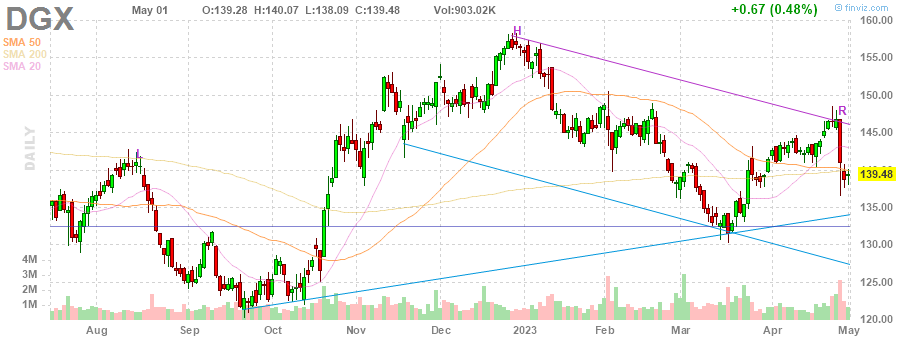 DGX May 01 O:139.28 H:140.07 L:138.09 C:139.48 Vol:903.02K +0.67 (0.48%) finviz.com
SMA 50
SMA 200
SMA 20
160.00
155.00
150.00
145.00
140.00
139.48
135.00
130.00
125.00
120.00
H
R
DAILY
4M
3M
2M
1M
Aug Sep Oct Nov Dec 2023 Feb Mar Apr May